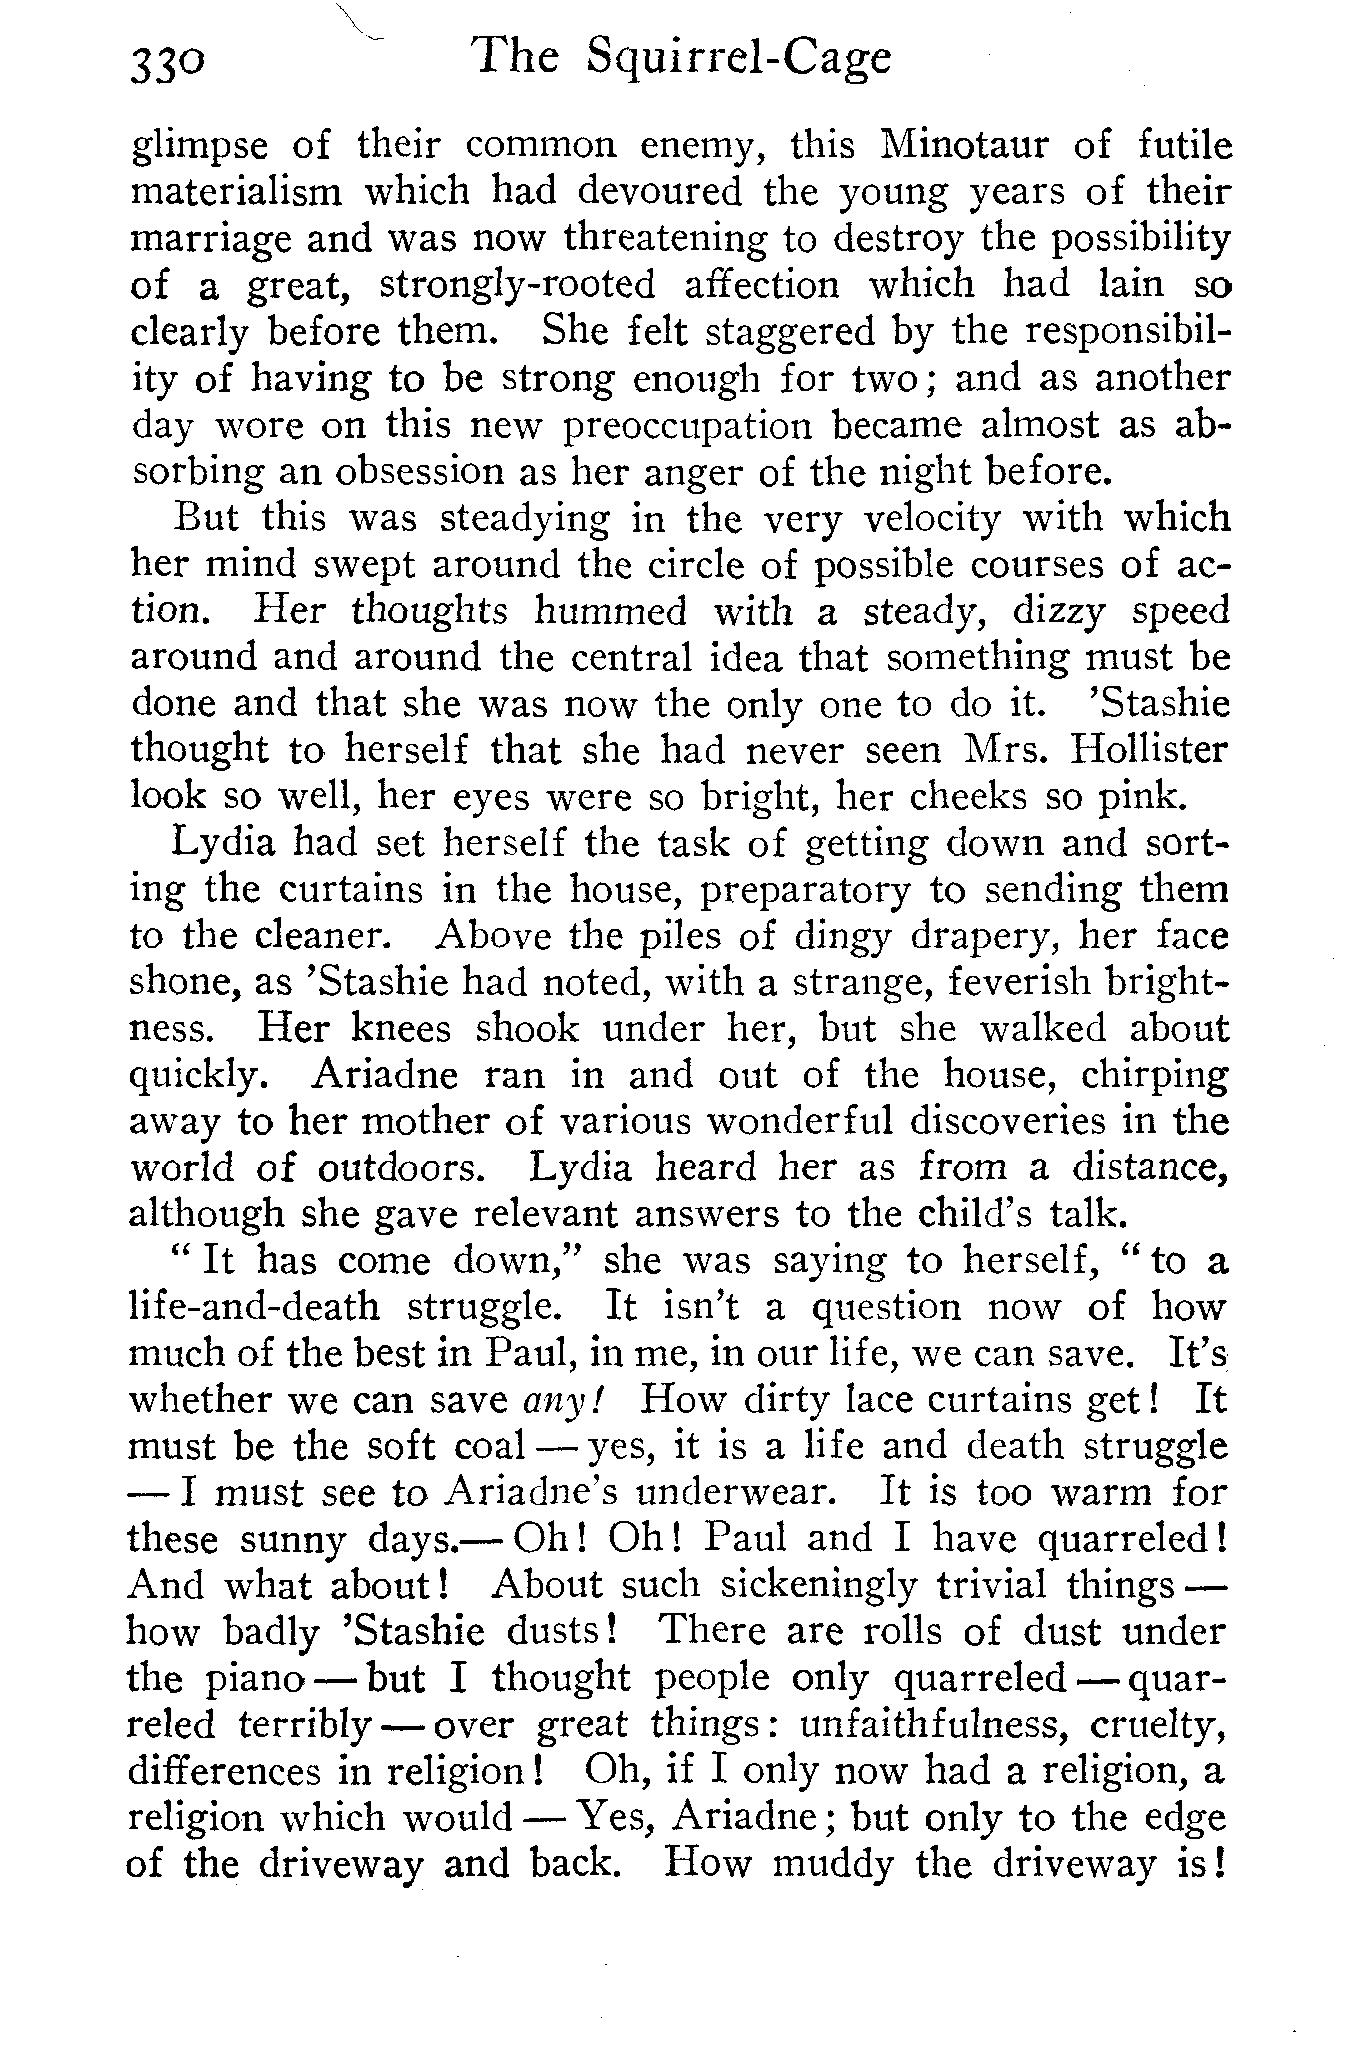 330 The Squirrel-Cage
glimpse of their common enemy, this Minotaur of futile
materialism which had devoured the young years of their
marriage and was now threatening to destroy the possibility
of a great, strongly-rooted affection which had lain so
clearly before them. She felt staggered by the responsibil-
ity of having to be strong enough for two; and as another
day wore on this new preoccupation became almost as ab-
sorbing an obsession as her anger of the night before.
But this was steadying in the very velocity with which
her mind swept around the circle of possible courses of ac-
tion. Her thoughts hummed with a steady, dizzy speed
around and around the central idea that something must be
done and that she was now the only one to do it. 'Stashie
thought to herself that she had never seen Mrs. Hollister
look so well, her eyes were so bright, her cheeks so pink.
Lydia had set herself the task of getting down and sort-
ing the curtains in the house, preparatory to sending them
to the cleaner. Above the piles of dingy drapery, her face
shone, as 'Stashie had noted, with a strange, feverish bright-
ness. Her knees shook under her, but she walked about
quickly. Ariadne ran in and out of the house, chirping
away to her mother of various wonderful discoveries in the
world of outdoors. Lydia heard her as from a distance,
although she gave relevant answers to the child's talk.
"It has come down," she was saying to herself, "to a
life-and-death struggle. It isn't a question now of how
much of the best in Paul, in me, in our life, we can save. It's
whether we can save any! How dirty lace curtains get! It
must be the soft coal — yes, it is a life and death struggle
— I must see to Ariadne's underwear. It is too warm for
these sunny days.— Oh! Oh! Paul and I have quarreled!
And what about! About such sickeningly trivial things —
how badly 'Stashie dusts! There are rolls of dust under
the piano — but I thought people only quarreled — quar-
reled terribly — over great things: unfaithfulness, cruelty,
differences in religion! Oh, if I only now had a religion, a
religion which would — Yes, Ariadne; but only to the edge
of the driveway and back. How muddy the driveway is!